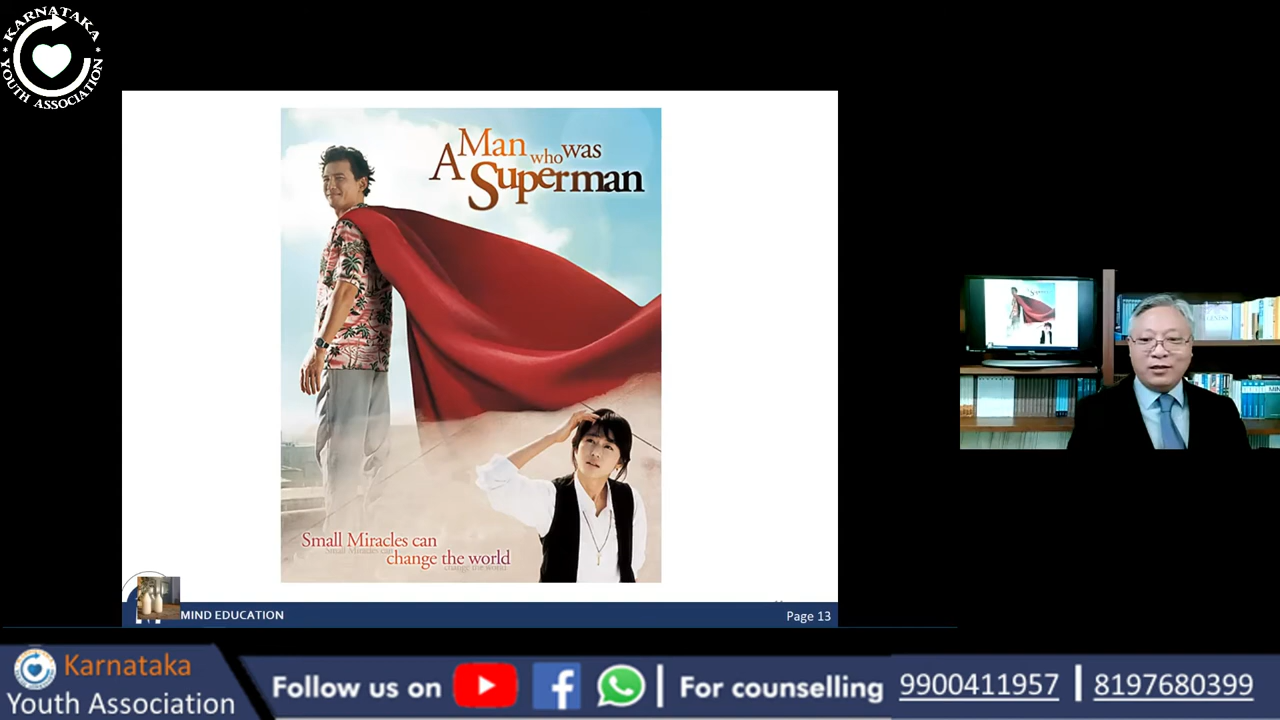 KARNATAKA
YOUTH ASSOCIATION
A Man who was
Superman
Small Miracles can
change the world
MIND EDUCATION
Page 13
Karnataka
Youth Association
Follow us on
For counselling
9900411957
8197680399